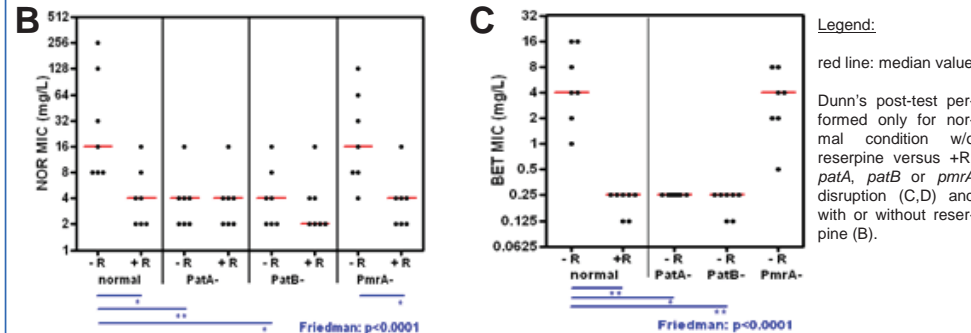 B
512
256
128
64
32
16
8
4
2
1
NOR MIC (mg/L)
- R + R - R + R - R + R - R + R
normal PatA- PatB- PmrA-
*
**
*
*
Friedman: p<0.0001
C
32
16
8
4
2
1
0.5
0.25
0.125
0.0625
BET MIC (mg/L)
- R + R - R - R - R
normal PatA- PatB- PmrA-
**
*
**
Friedman: p<0.0001
Legend:
red line: median value
Dunn's post-test per-
formed only for nor-
mal condition w/o
reserpine versus +R,
patA, patB or pmrA
disruption (C,D) and
with or without reser-
pine (B).